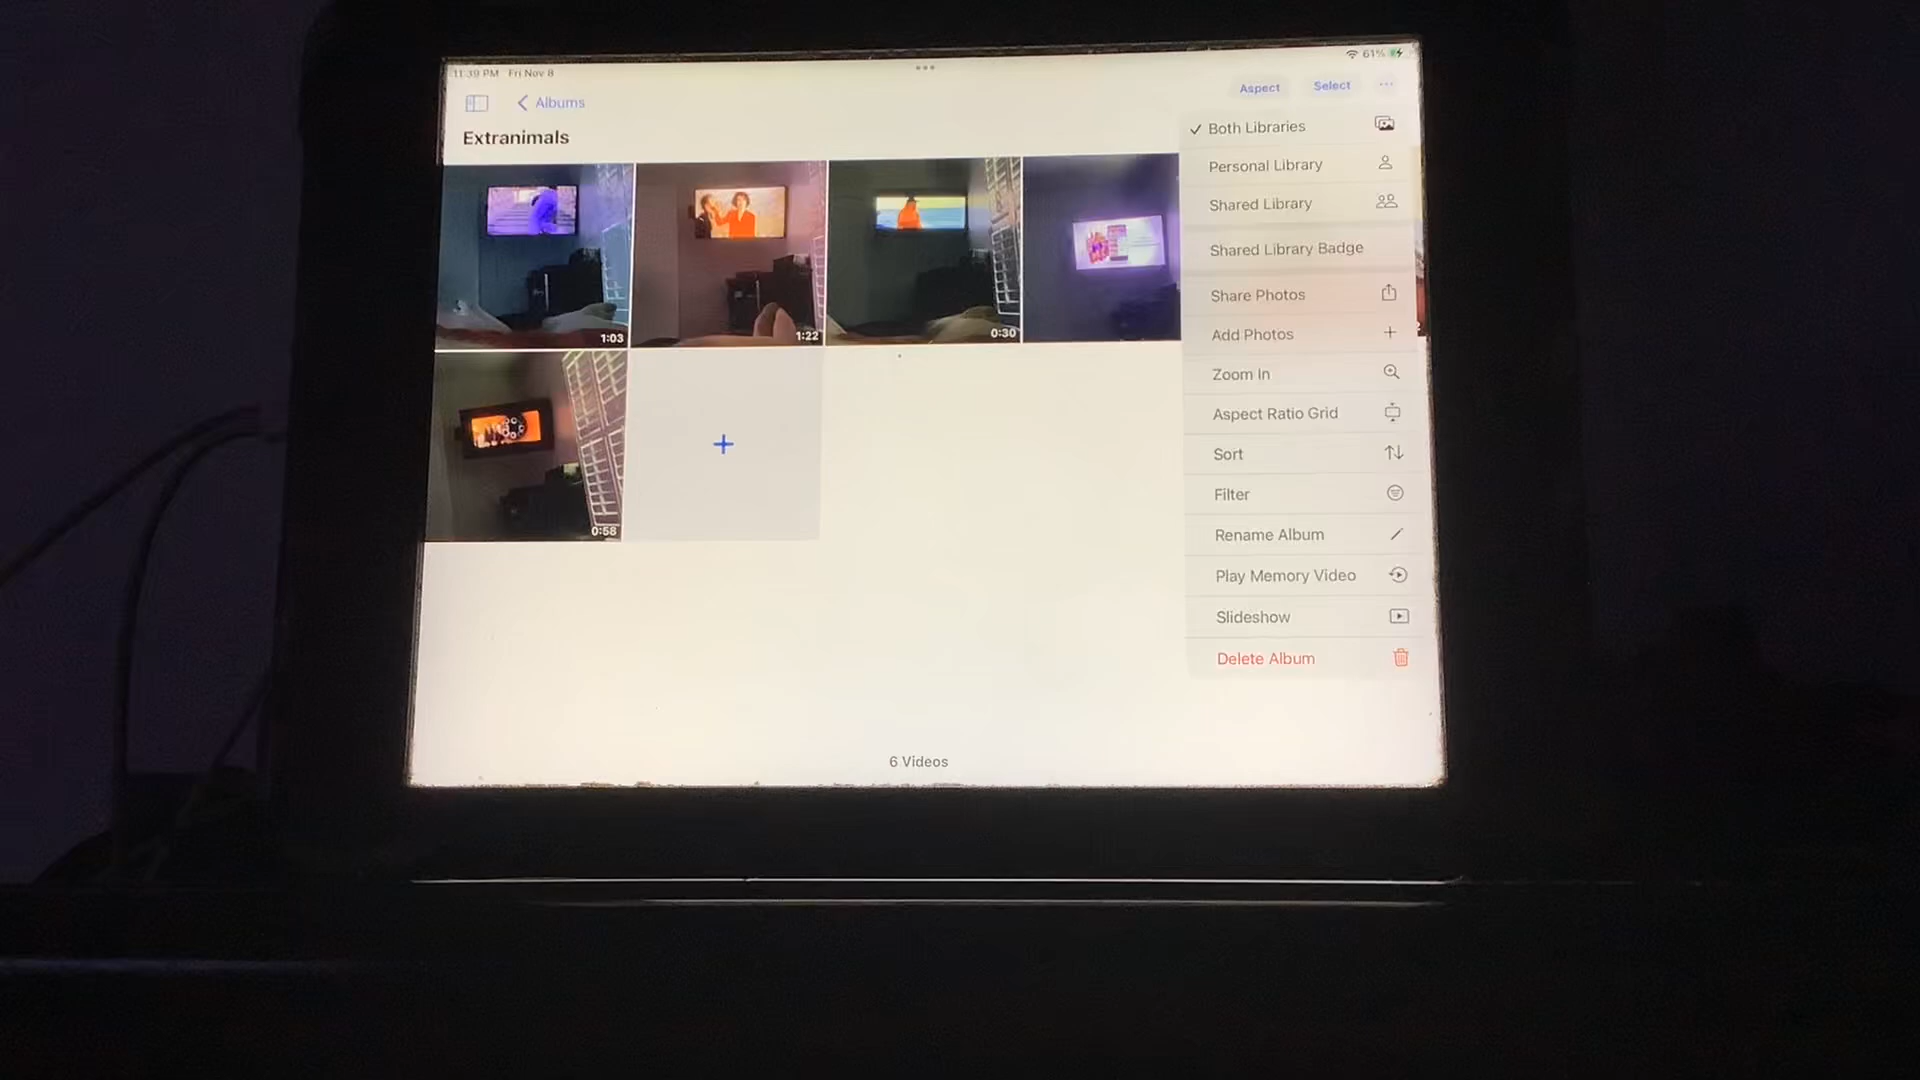 11:39 PM Fri Nov 8
61%
Albums
Aspect
Select
Extranimals
Both Libraries
Personal Library
Shared Library
Shared Library Badge
Share Photos
Add Photos
Zoom In
Aspect Ratio Grid
Sort
Filter
Rename Album
Play Memory Video
Slideshow
Delete Album
1:03
1:22
0:30
0:58
6 Videos